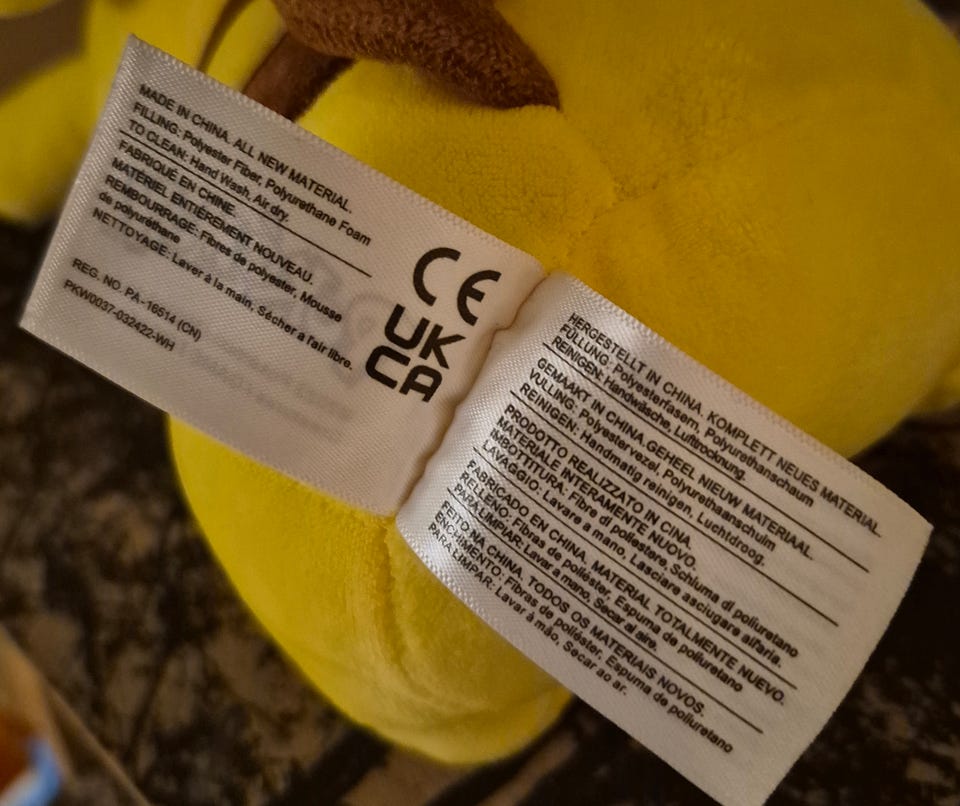 MADE IN CHINA. ALL NEW MATERIAL.
FILLING: Polyester Fiber, Polyurethane Foam
TO CLEAN: Hand Wash, Air dry.
FABRIQUÉ EN CHINE.
MATÉRIEL ENTIÈREMENT NOUVEAU.
REMBOURRAGE: Fibres de polyester, Mousse
de polyuréthane
NETTOYAGE: Laver à la main, Sécher a l'air libre.
REG. NO. PA-16514 (CN)
PKW0037-032422-WH
CE
UK
CA
HERGESTELLT IN CHINA. KOMPLETT NEUES MATERIAL.
FÜLLUNG: Polyesterfasern, Polyurethanschaum
REINIGEN: Handwäsche, Lufttrocknung.
GEMAAKT IN CHINA.GEHEEL NIEUW MATERIAAL.
VULLING: Polyestervezel, Polyurethaanschuim
REINIGEN: Handmatig reinigen, Luchtdroog.
PRODOTTO REALIZZATO IN CINA.
MATERIALE INTERAMENTE NUOVO.
IMBOTTITURA: Fibre di poliestere, Schiuma di poliuretano
LAVAGGIO: Lavare a mano, Lasciare asciugare all'aria.
FABRICADO EN CHINA. MATERIAL TOTALMENTE NUEVO.
RELLENO: Fibras de poliéster, Espuma de poliuretano
PARA LIMPIAR: Lavar a mano, Secar al aire.
FEITO NA CHINA. TODOS OS MATERIAIS NOVOS.
ENCHIMENTO: Fibras de poliéster, Espuma de poliuretano
PARA LIMPAR: Lavar à mão, Secar ao ar.